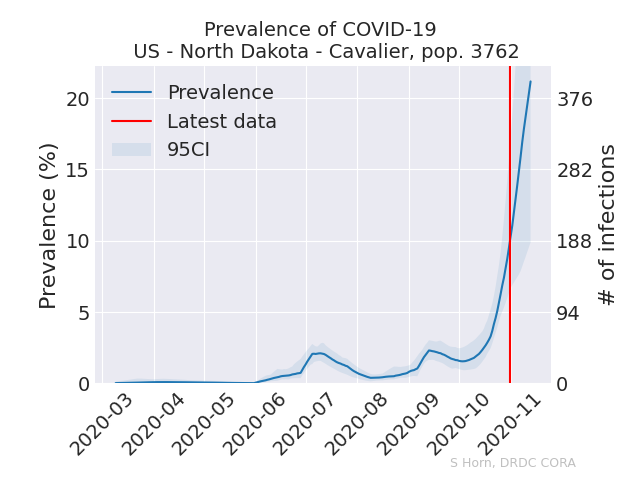 Prevalence of COVID-19
US - North Dakota - Cavalier, pop. 3762
Prevalence
Latest data
95CI
Prevalence (%)
20
15
10
5
0
# of infections
376
282
188
94
0
2020-03
2020-04
2020-05
2020-06
2020-07
2020-08
2020-09
2020-10
2020-11
S Horn, DRDC CORA